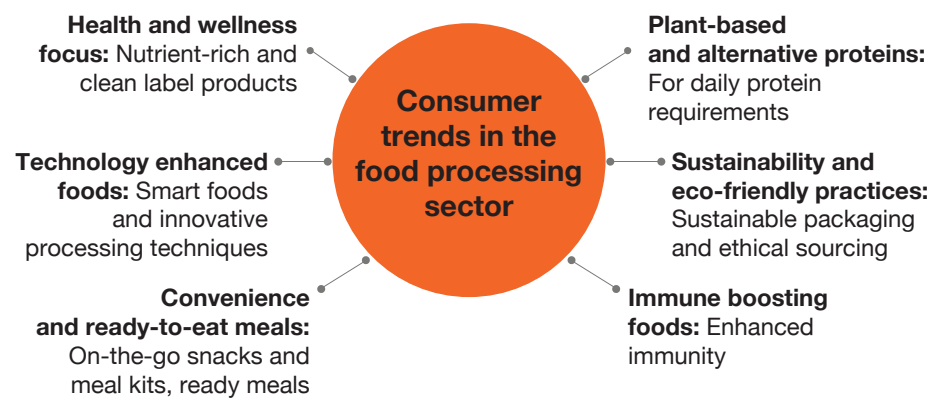 Health and wellness
focus: Nutrient-rich and
clean label products
Technology enhanced
foods: Smart foods
and innovative
processing techniques
Convenience
and ready-to-eat meals:
On-the-go snacks and
meal kits, ready meals
Consumer
trends in the
food processing
sector
Plant-based
and alternative proteins:
For daily protein
requirements
Sustainability and
eco-friendly practices:
Sustainable packaging
and ethical sourcing
Immune boosting
foods: Enhanced
immunity